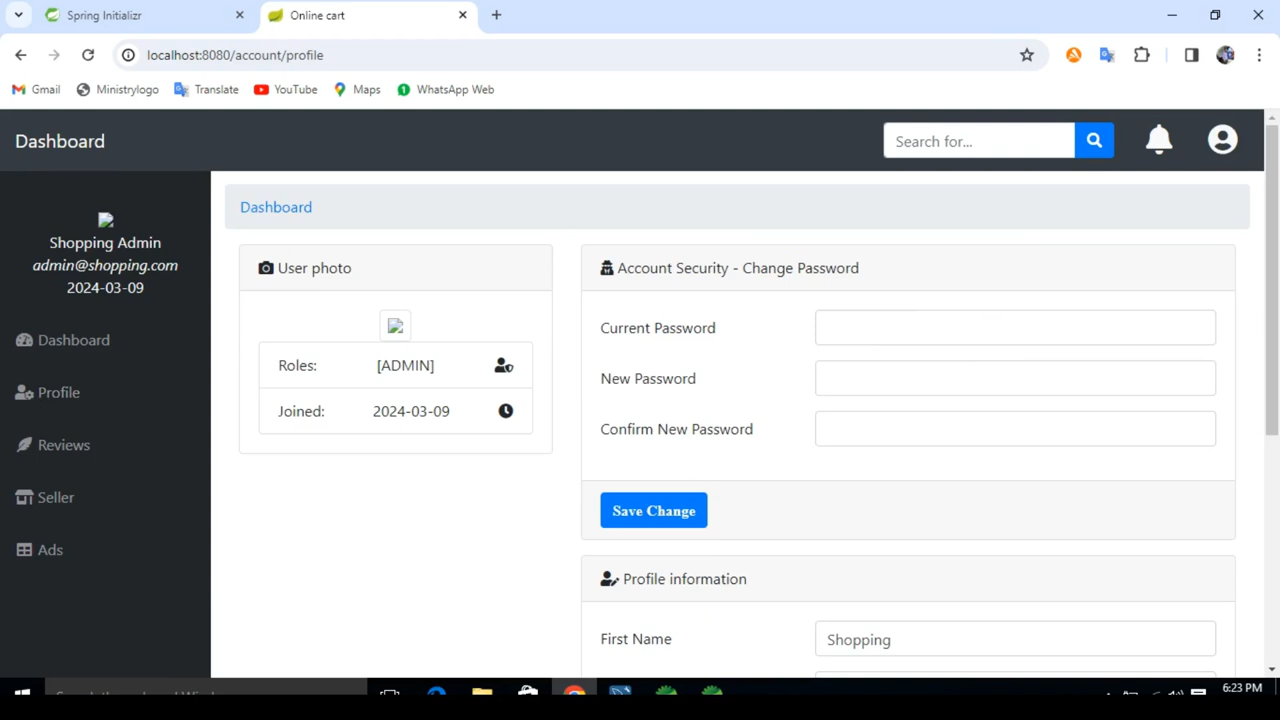 Spring Initializr
Online cart
localhost:8080/account/profile
Gmail
Ministrylogo
Translate
YouTube
Maps
WhatsApp Web
Dashboard
Search for...
Shopping Admin
admin@shopping.com
2024-03-09
Dashboard
Profile
Reviews
Seller
Ads
Dashboard
User photo
Roles: [ADMIN]
Joined: 2024-03-09
Account Security - Change Password
Current Password
New Password
Confirm New Password
Save Change
Profile information
First Name Shopping
6:23 PM